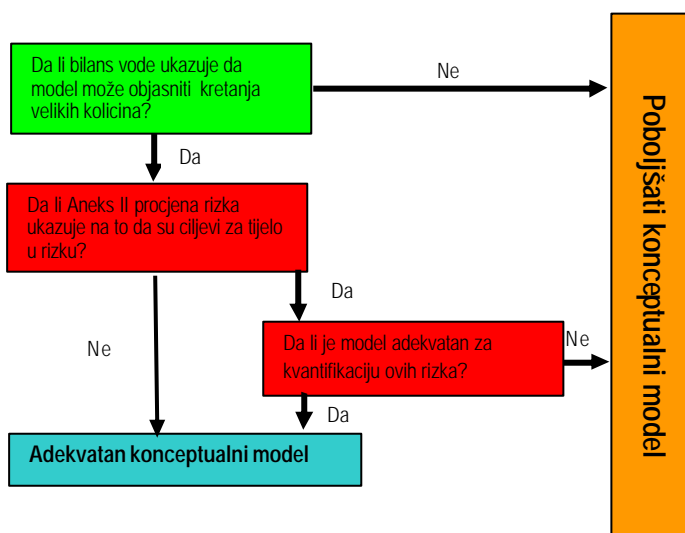 Da li bilans vode ukazuje da
model može objasniti kretanja
velikih kolicina?
Ne
Da
Da li Aneks II procjena rizka
ukazuje na to da su ciljevi za tijelo
u rizku?
Da
Ne
Da li je model adekvatan za
kvantifikaciju ovih rizka?
Ne
Da
Adekvatan konceptualni model
Poboljšati konceptualni model